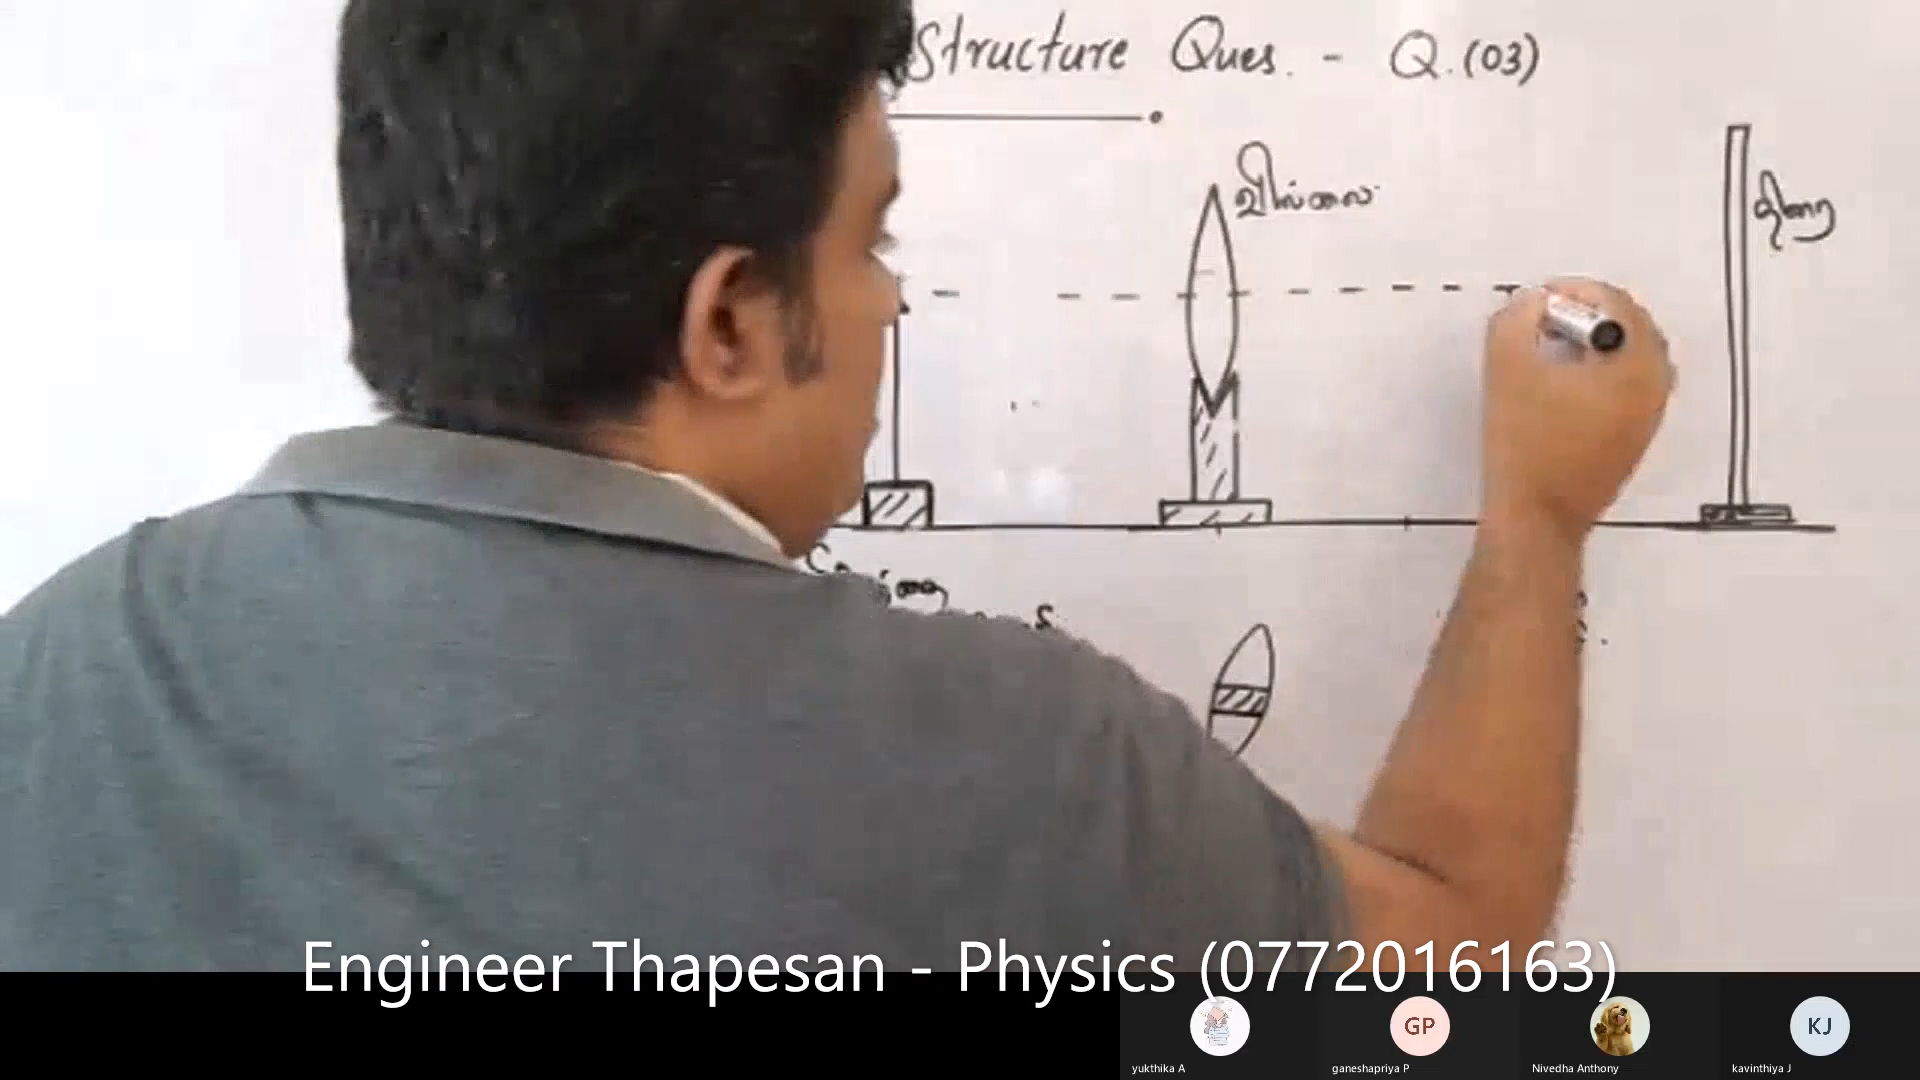 Structure Ques. - Q.(03)
வில்லை
திரை
Engineer Thapesan - Physics (0772016163)
GP
KJ
yukthika A
ganeshapriya P
Nivedha Anthony
kavinthiya J